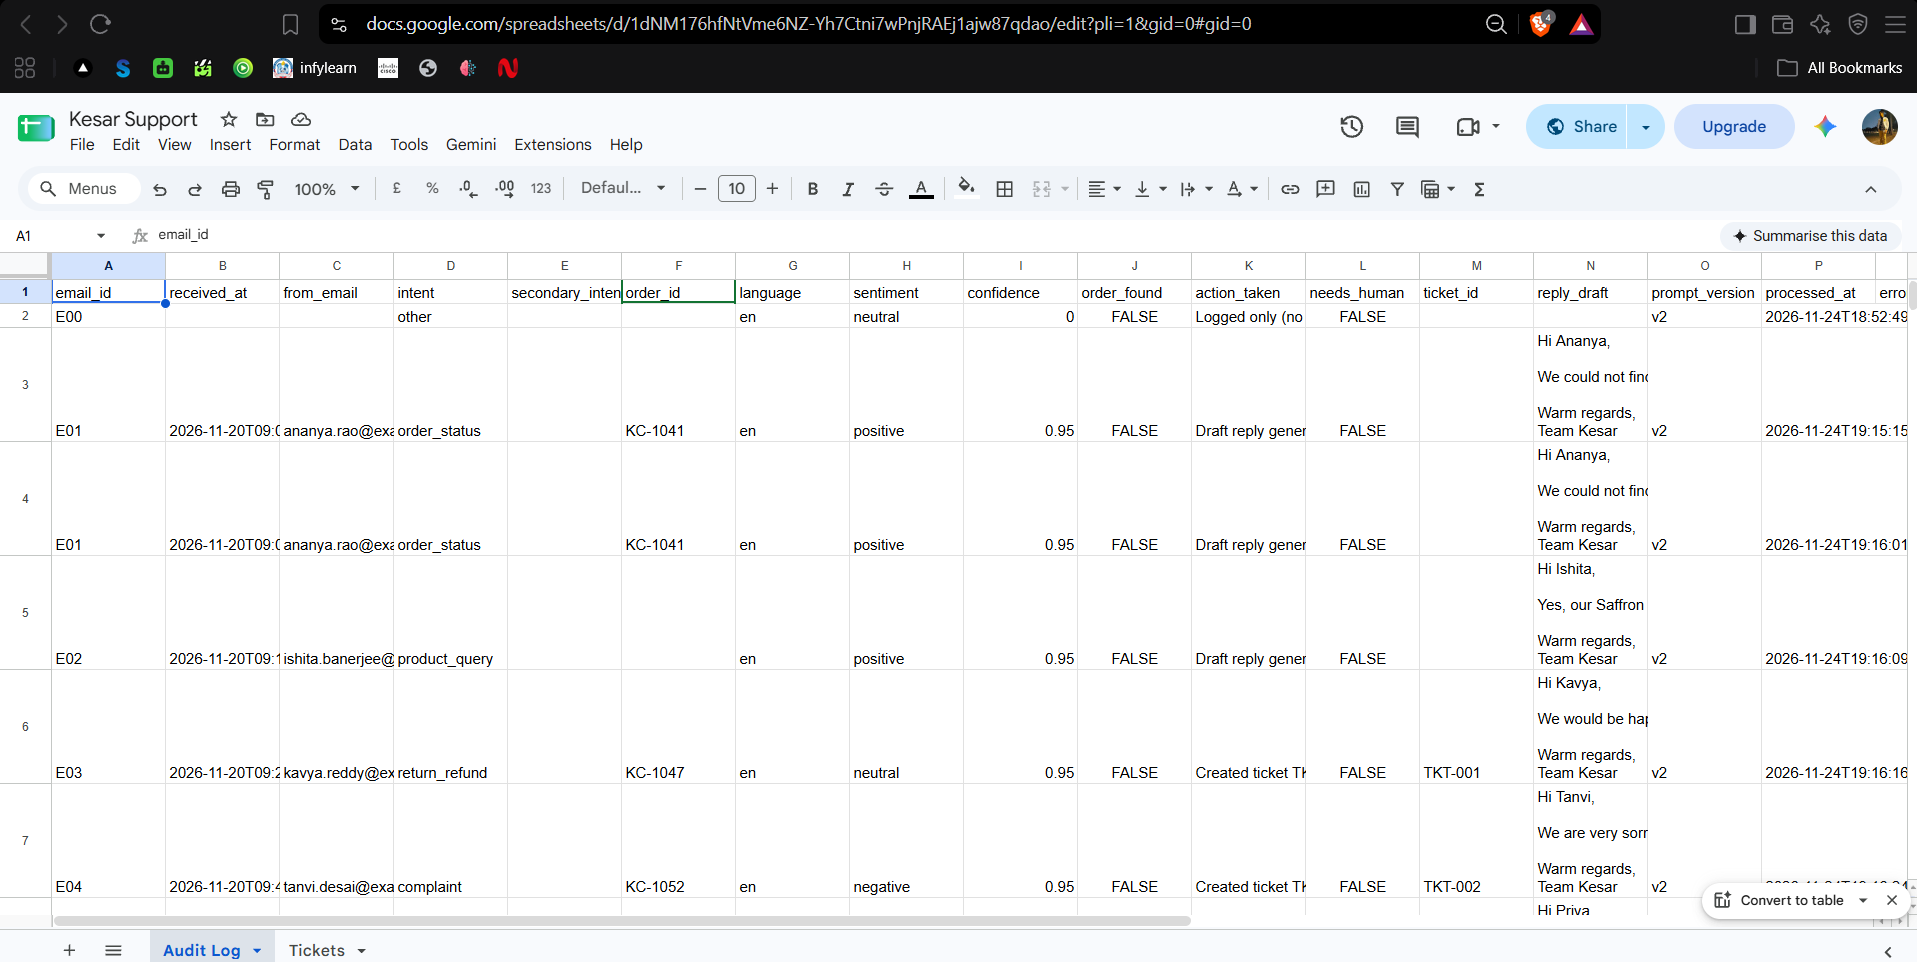 docs.google.com/spreadsheets/d/1dNM176hfNtVme6NZ-Yh7Ctni7wPnjRAEj1ajw87qdao/edit?pli=1&gid=0#gid=0
4
infylearn
CISCO
All Bookmarks
Kesar Support
File Edit View Insert Format Data Tools Gemini Extensions Help
Share
Upgrade
Menus
100%
£ % .0 .00 123
Defaul...
10
B I A
Σ
A1
fx email_id
Summarise this data
A B C D E F G H I J K L M N O P
1 email_id received_at from_email intent secondary_inten order_id language sentiment confidence order_found action_taken needs_human ticket_id reply_draft prompt_version processed_at erro
2 E00 other en neutral 0 FALSE Logged only (no FALSE v2 2026-11-24T18:52:49
Hi Ananya,
We could not find
Warm regards,
Team Kesar
3 E01 2026-11-20T09:0 ananya.rao@exa order_status KC-1041 en positive 0.95 FALSE Draft reply gener FALSE v2 2026-11-24T19:15:15
Hi Ananya,
We could not find
Warm regards,
Team Kesar
4 E01 2026-11-20T09:0 ananya.rao@exa order_status KC-1041 en positive 0.95 FALSE Draft reply gener FALSE v2 2026-11-24T19:16:01
Hi Ishita,
Yes, our Saffron
Warm regards,
Team Kesar
5 E02 2026-11-20T09:1 ishita.banerjee@ product_query en positive 0.95 FALSE Draft reply gener FALSE v2 2026-11-24T19:16:09
Hi Kavya,
We would be hap
Warm regards,
Team Kesar
6 E03 2026-11-20T09:2 kavya.reddy@ex return_refund KC-1047 en neutral 0.95 FALSE Created ticket TK FALSE TKT-001 v2 2026-11-24T19:16:16
Hi Tanvi,
We are very sorr
Warm regards,
Team Kesar
7 E04 2026-11-20T09:4 tanvi.desai@exa complaint KC-1052 en negative 0.95 FALSE Created ticket TK FALSE TKT-002 v2
Hi Priya
Convert to table
Audit Log
Tickets